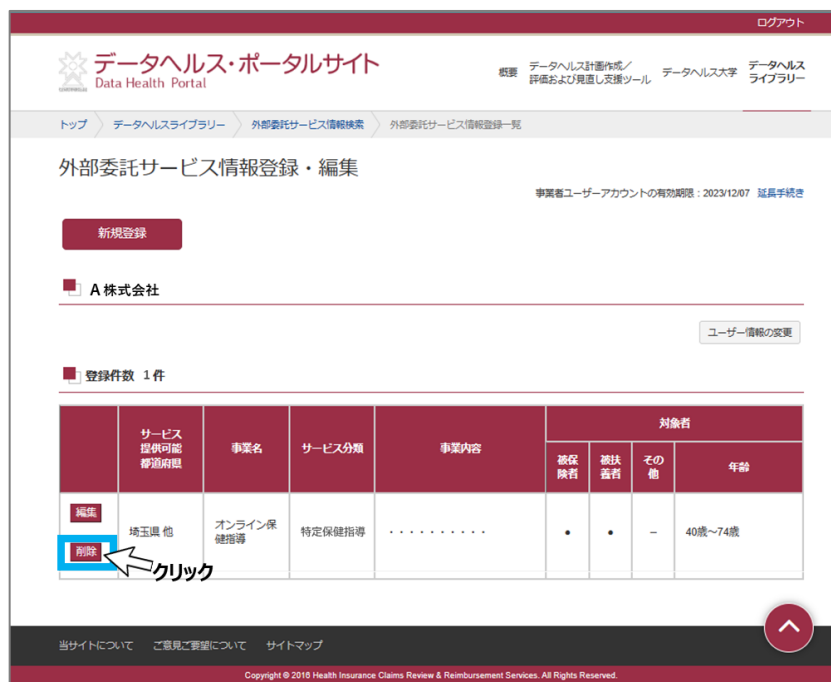 ログアウト
データヘルス・ポータルサイト
Data Health Portal
概要
データヘルス計画作成／
評価および見直し支援ツール
データヘルス大学
データヘルス
ライブラリー
トップ
データヘルスライブラリー
外部委託サービス情報検索
外部委託サービス情報登録一覧
外部委託サービス情報登録・編集
事業者ユーザーアカウントの有効期限：2023/12/07 延長手続き
新規登録
A 株式会社
ユーザー情報の変更
登録件数 1 件
サービス
提供可能
都道府県
事業名
サービス分類
事業内容
対象者
被保
険者
被扶
養者
その
他
年齢
編集
削除
埼玉県 他
オンライン保
健指導
特定保健指導
・・・・・・・・・・
●
●
－
40歳～74歳
クリック
当サイトについて
ご意見ご要望について
サイトマップ
Copyright © 2016 Health Insurance Claims Review & Reimbursement Services. All Rights Reserved.